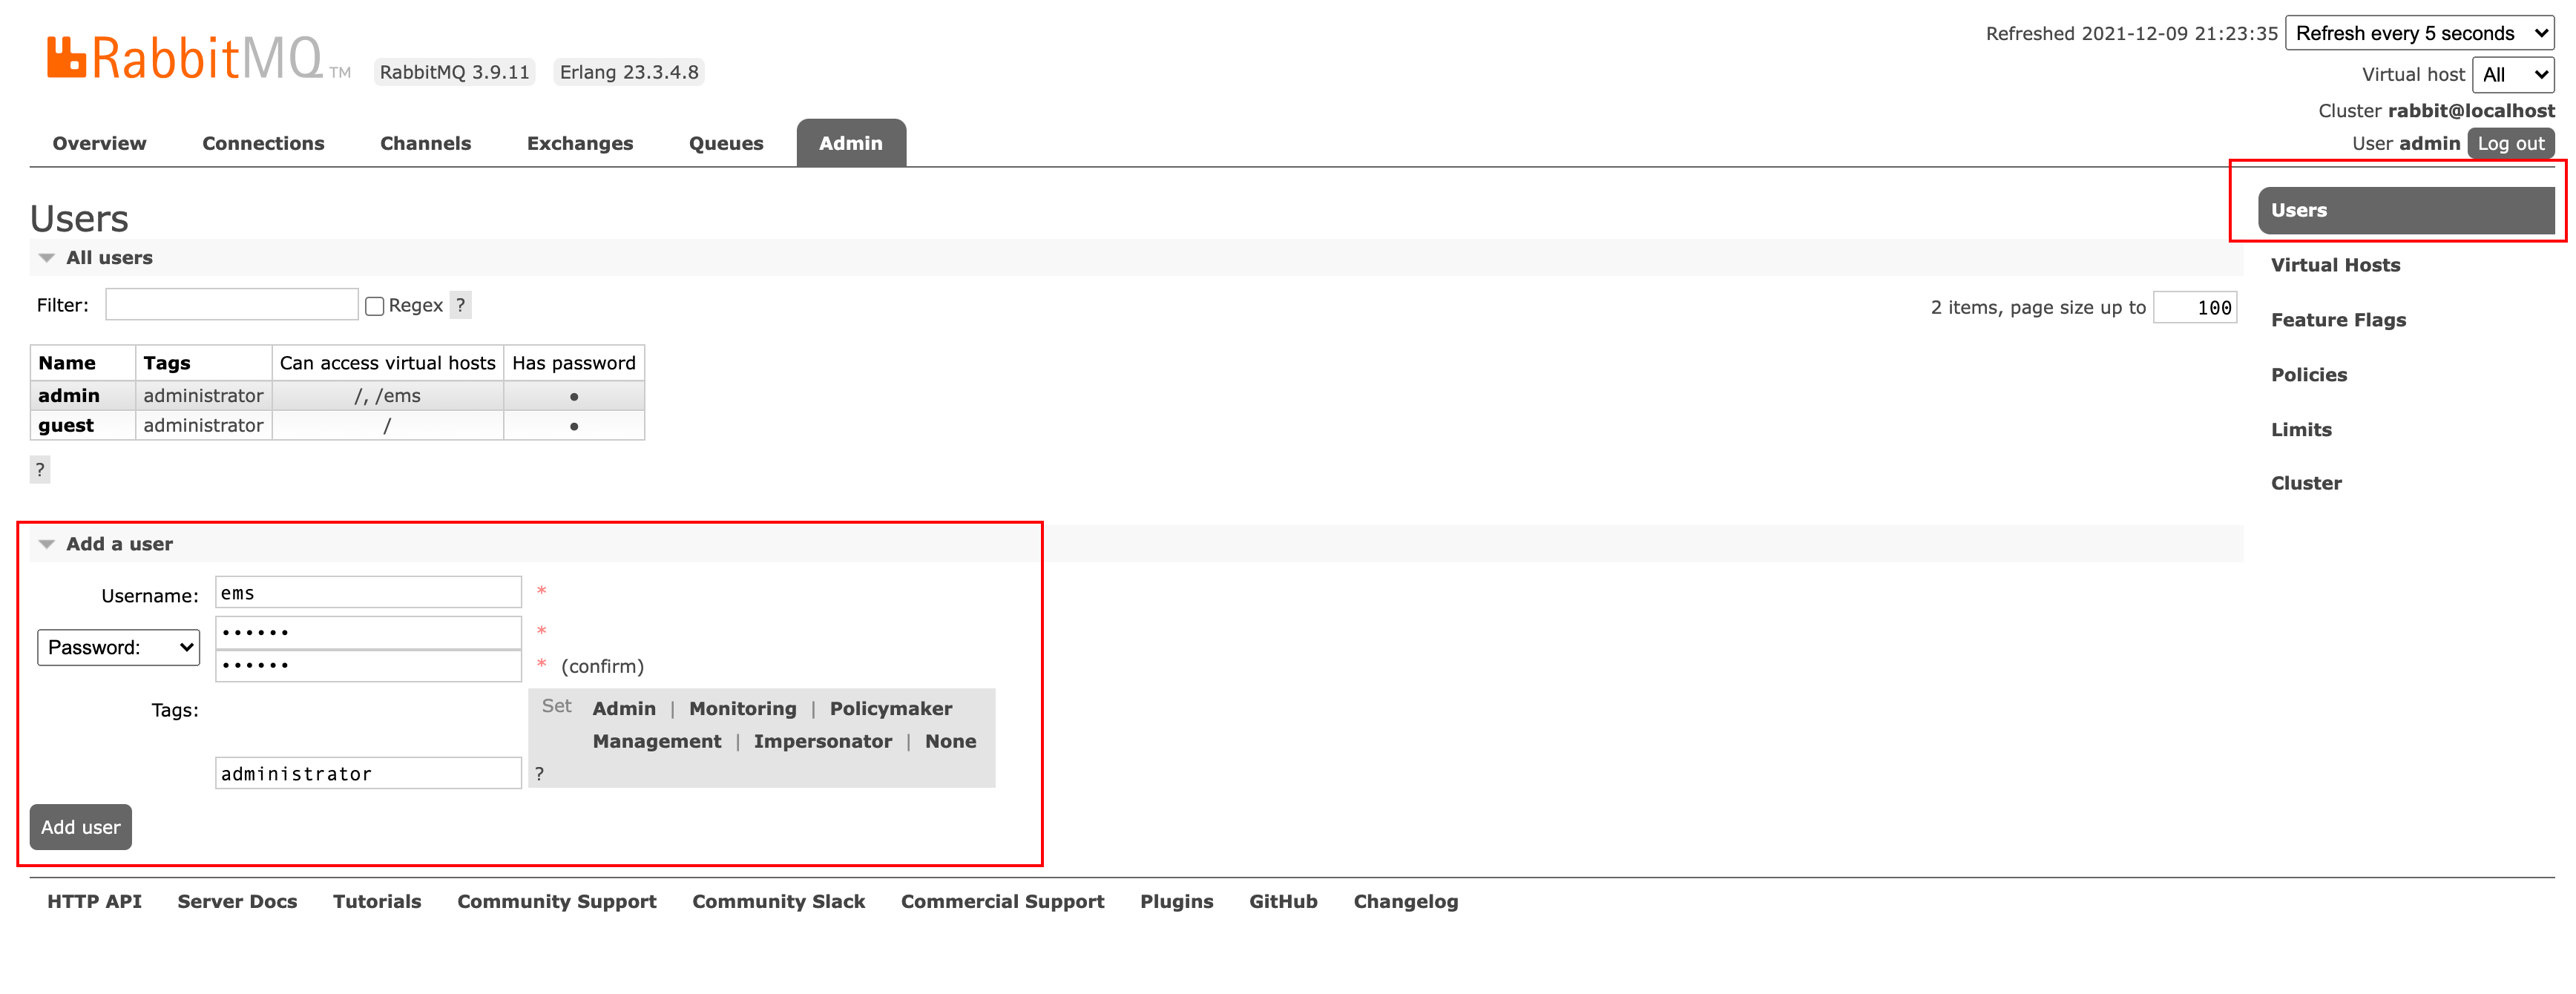 RabbitMQ TM RabbitMQ 3.9.11 Erlang 23.3.4.8
Refreshed 2021-12-09 21:23:35 Refresh every 5 seconds
Virtual host All
Cluster rabbit@localhost
User admin Log out
Overview Connections Channels Exchanges Queues Admin
Users
All users
Filter: Regex ?
2 items, page size up to 100
Name Tags Can access virtual hosts Has password
admin administrator /, /ems •
guest administrator / •
?
Add a user
Username: ems *
Password: •••••• *
•••••• * (confirm)
Tags: Set Admin | Monitoring | Policymaker
Management | Impersonator | None
administrator ?
Add user
Users
Virtual Hosts
Feature Flags
Policies
Limits
Cluster
HTTP API Server Docs Tutorials Community Support Community Slack Commercial Support Plugins GitHub Changelog